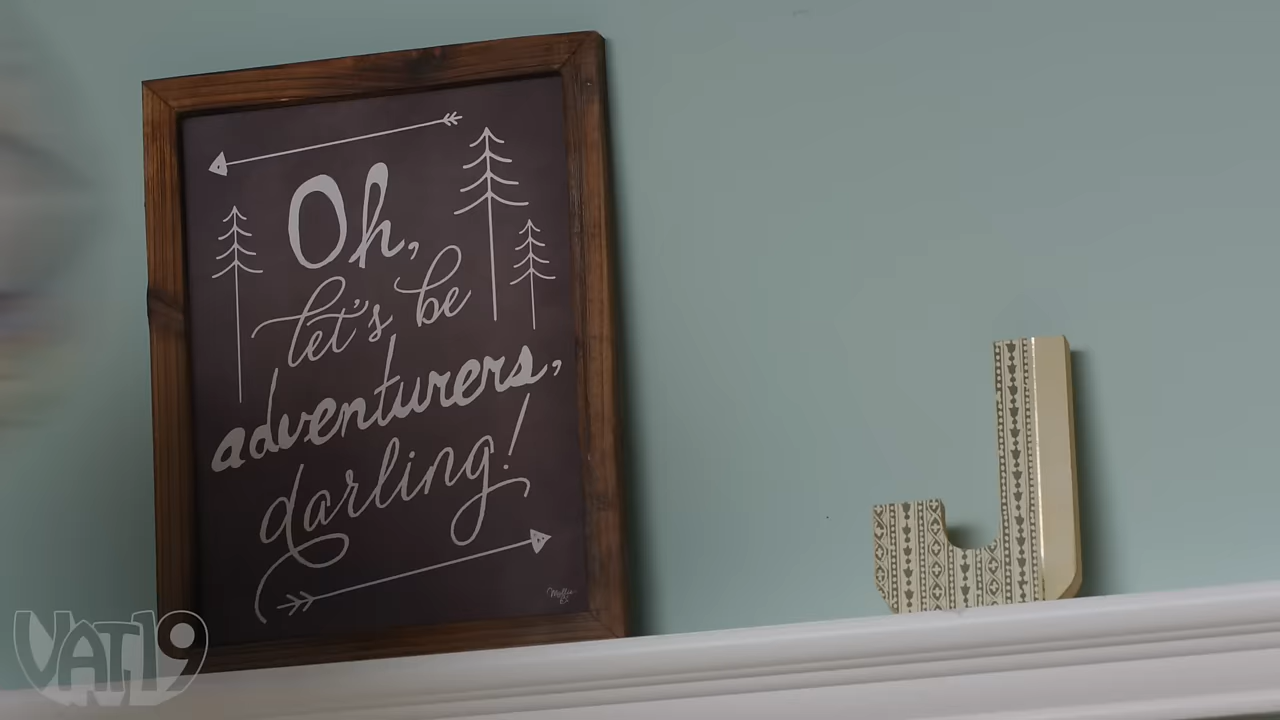 Oh,
let's be
adventurers,
darling!
J
VAT19